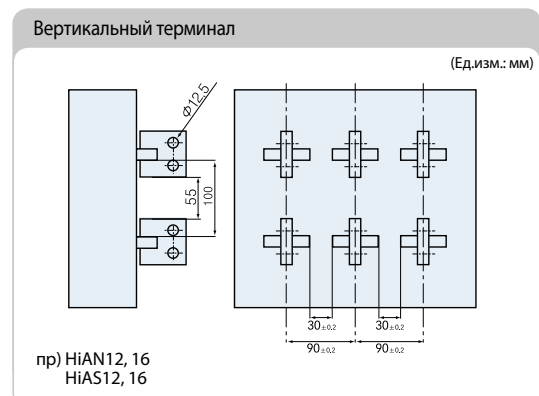 Вертикальный терминал
(Ед.изм.: мм)
Φ12,5
55
100
30±0,2 30±0,2
90±0,2 90±0,2
пр) HiAN12, 16
HiAS12, 16